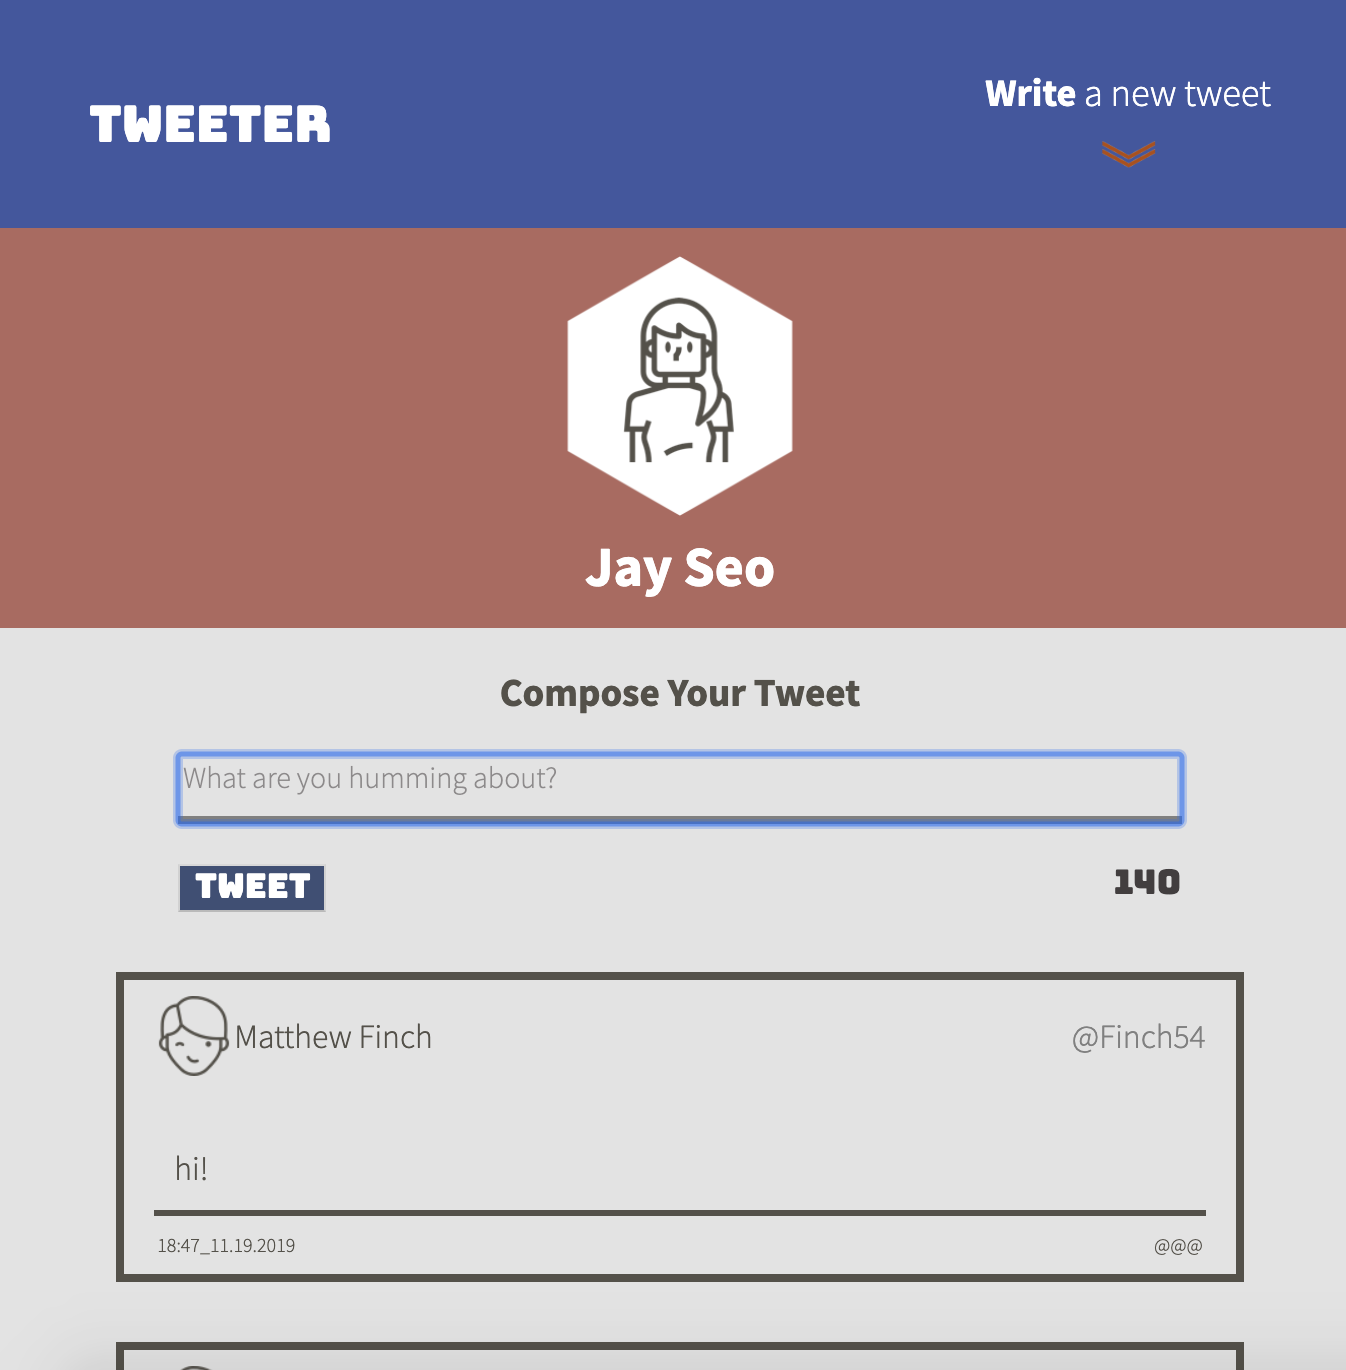 TWEETER
Write a new tweet
Jay Seo
Compose Your Tweet
What are you humming about?
TWEET
140
Matthew Finch
@Finch54
hi!
18:47_11.19.2019
@@@